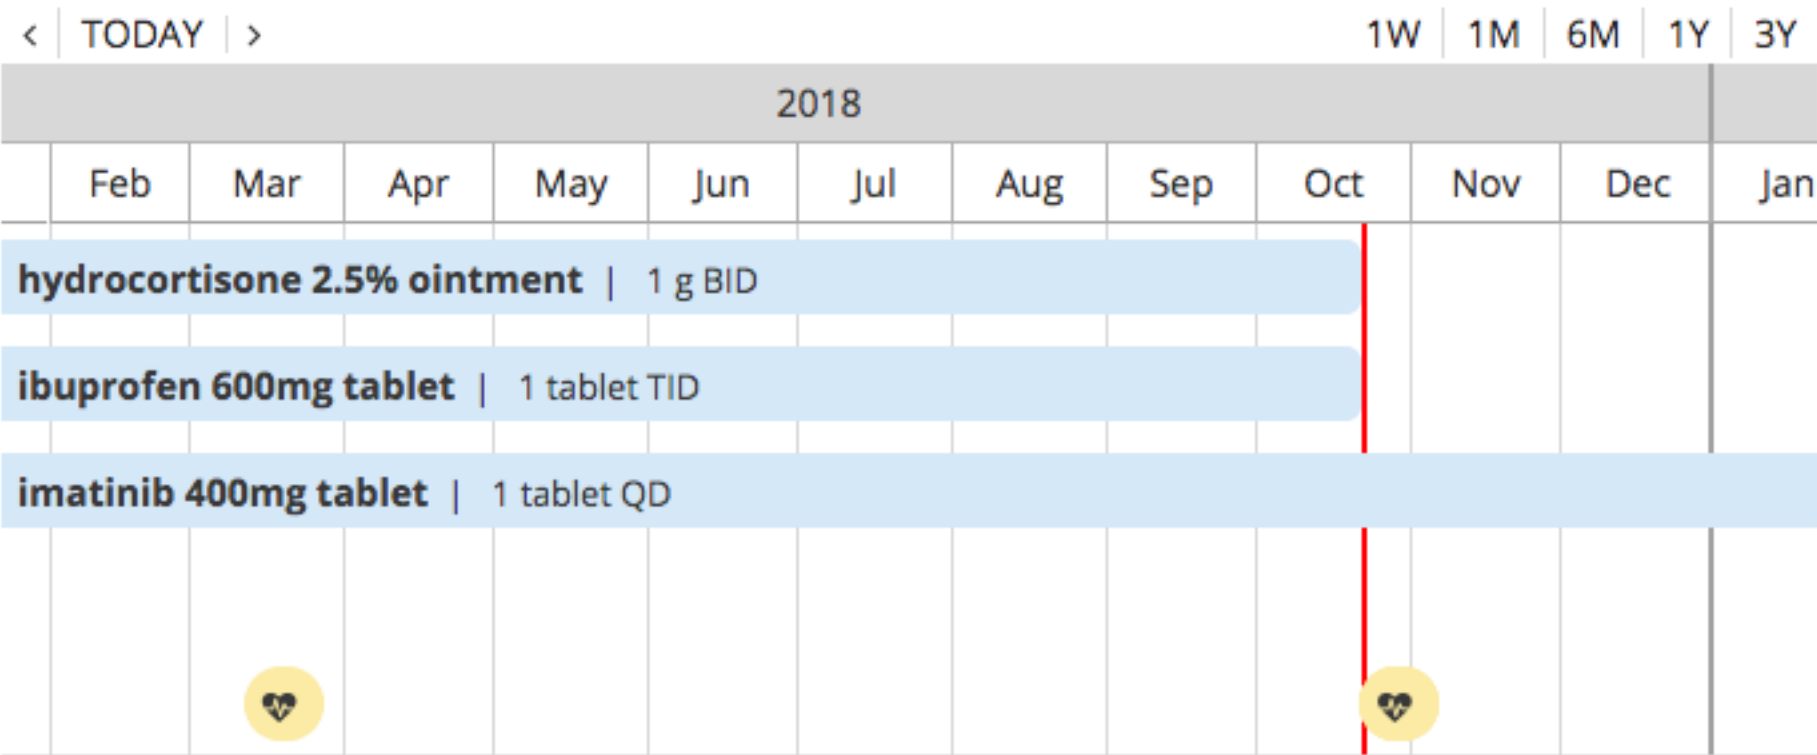 < TODAY > 1W 1M 6M 1Y 3Y
2018
Feb Mar Apr May Jun Jul Aug Sep Oct Nov Dec Jan
hydrocortisone 2.5% ointment | 1 g BID
ibuprofen 600mg tablet | 1 tablet TID
imatinib 400mg tablet | 1 tablet QD